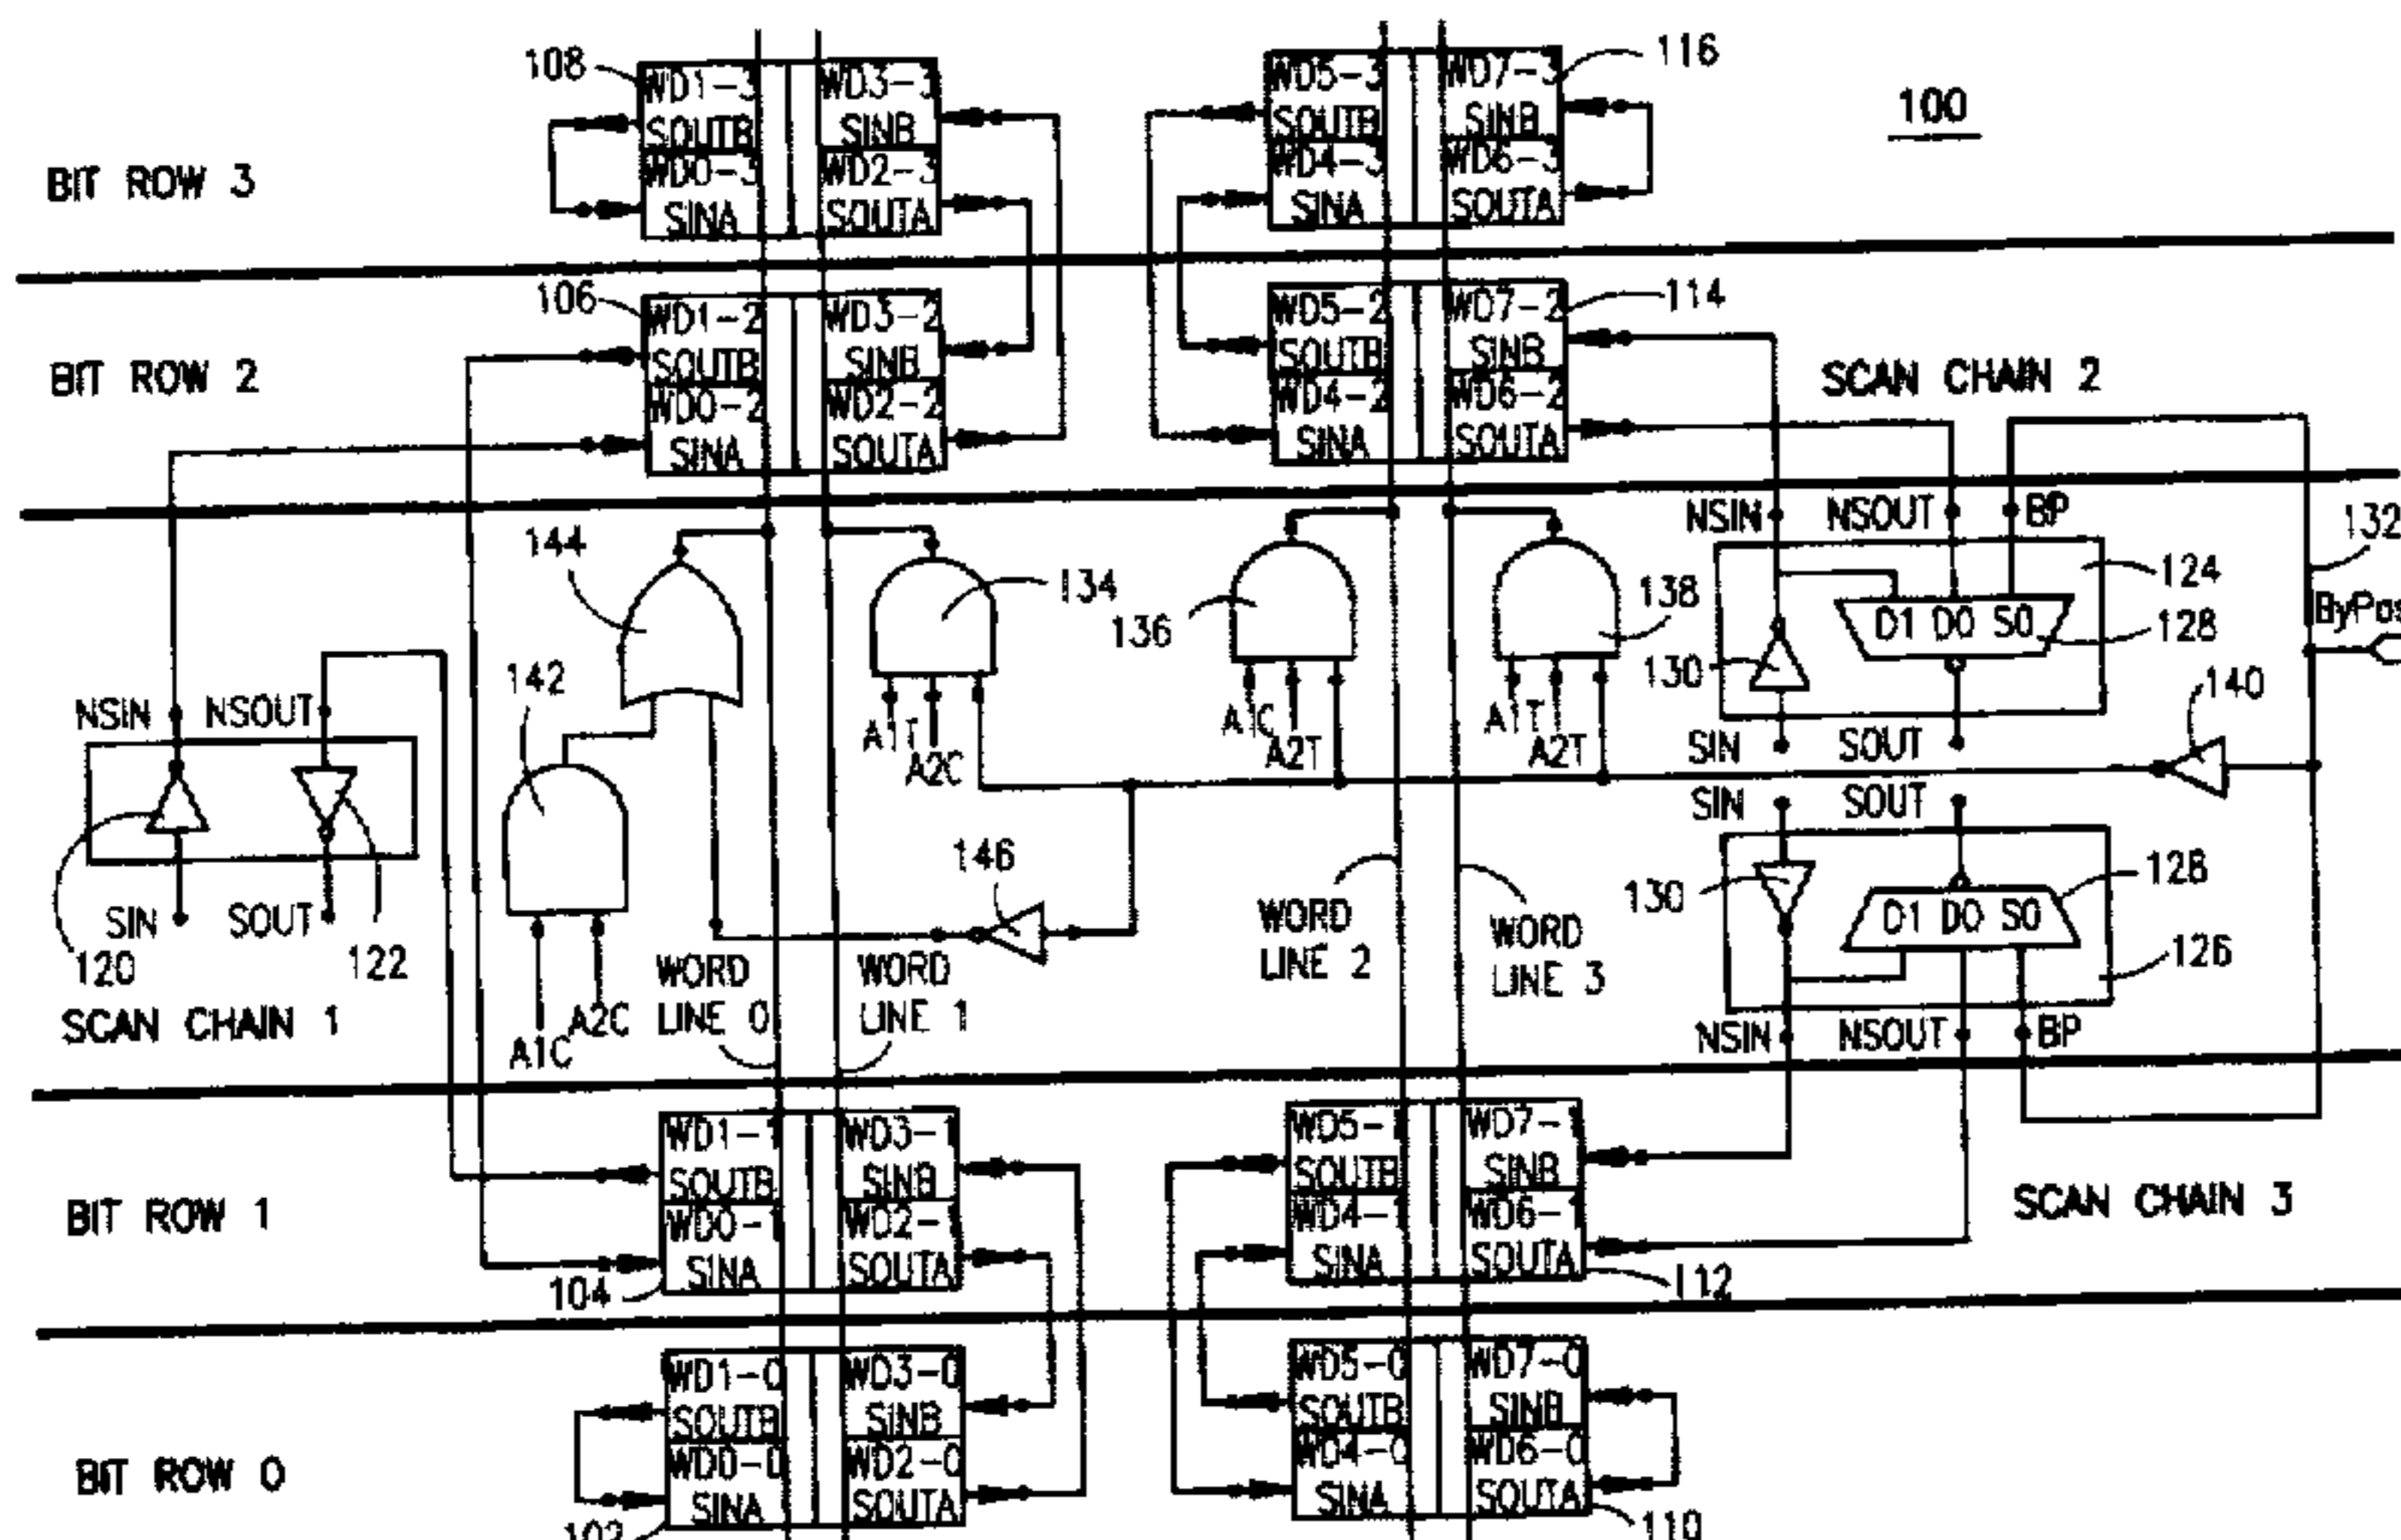 100
108
WD1-3
SOUTB
WD0-3
SINA
WD3-3
SINB
WD2-3
SOUTA
WD5-3
SOUTB
WD4-3
SINA
WD7-3
SINB
WD6-3
SOUTA
116
BIT ROW 3
106
WD1-2
SOUTB
WD0-2
SINA
WD3-2
SINB
WD2-2
SOUTA
WD5-2
SOUTB
WD4-2
SINA
WD7-2
SINB
WD6-2
SOUTA
114
BIT ROW 2
SCAN CHAIN 2
144
134
136
138
NSIN
NSOUT
BP
132
124
D1 D0 S0
128
130
142
A1T
A2C
A1C
A2T
A1T
A2T
SIN
SOUT
140
NSIN
NSOUT
SIN
SOUT
120
122
SCAN CHAIN 1
A1C
A2C
146
WORD
LINE 0
WORD
LINE 1
WORD
LINE 2
WORD
LINE 3
SIN
SOUT
130
D1 D0 S0
128
126
NSIN
NSOUT
BP
WD1-1
SOUTB
WD0-1
SINA
WD3-1
SINB
WD2-1
SOUTA
WD5-1
SOUTB
WD4-1
SINA
WD7-1
SINB
WD6-1
SOUTA
BIT ROW 1
SCAN CHAIN 3
104
112
WD1-0
SOUTB
WD0-0
SINA
WD3-0
SINB
WD2-0
SOUTA
WD5-0
SOUTB
WD4-0
SINA
WD7-0
SINB
WD6-0
SOUTA
BIT ROW 0
102
110